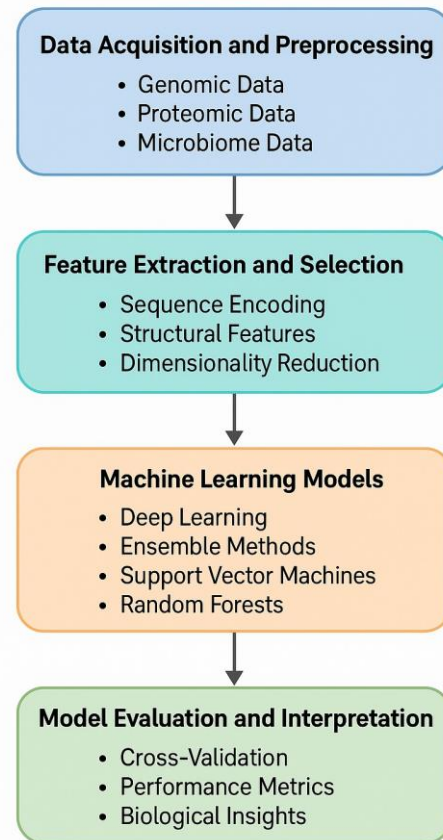 Data Acquisition and Preprocessing
• Genomic Data
• Proteomic Data
• Microbiome Data
Feature Extraction and Selection
• Sequence Encoding
• Structural Features
• Dimensionality Reduction
Machine Learning Models
• Deep Learning
• Ensemble Methods
• Support Vector Machines
• Random Forests
Model Evaluation and Interpretation
• Cross-Validation
• Performance Metrics
• Biological Insights